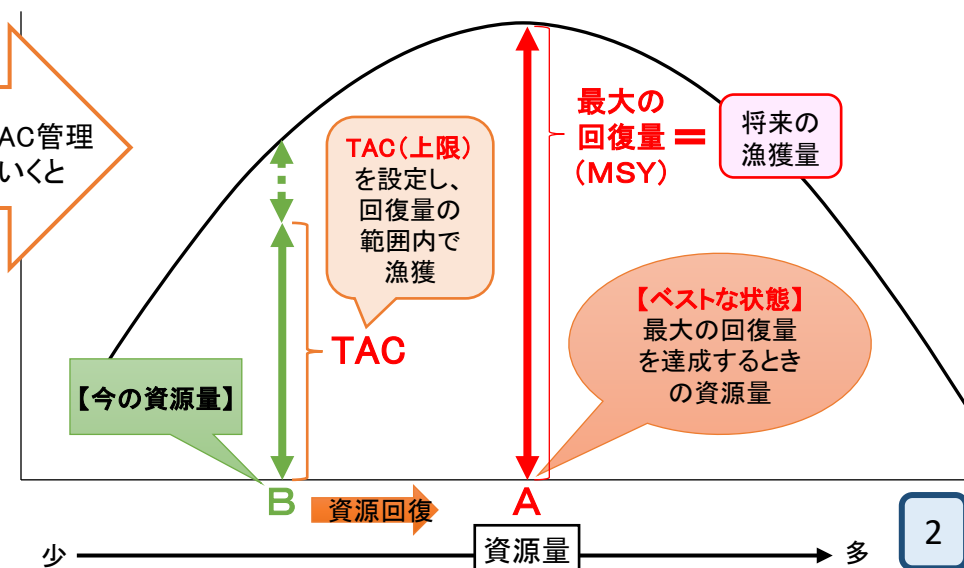 AC管理
いくと
TAC(上限)
を設定し、
回復量の
範囲内で
漁獲
最大の
回復量
(MSY)
=
将来の
漁獲量
【ベストな状態】
最大の回復量
を達成するとき
の資源量
TAC
【今の資源量】
B
資源回復
A
少
資源量
多
2